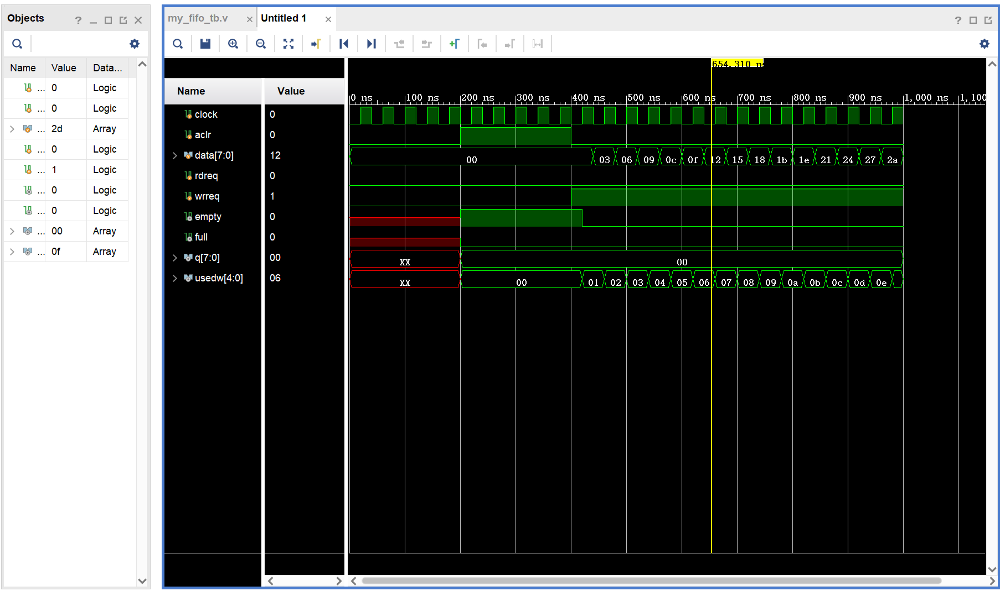 Objects
my_fifo_tb.v
Untitled 1
Name Value Data...
... 0 Logic
... 0 Logic
... 2d Array
... 0 Logic
... 1 Logic
... 0 Logic
... 0 Logic
... 00 Array
... 0f Array
654.310 ns
Name Value
0 ns 100 ns 200 ns 300 ns 400 ns 500 ns 600 ns 700 ns 800 ns 900 ns 1,000 ns 1,100
clock 0
aclr 0
data[7:0] 12 00 03 06 09 0c 0f 12 15 18 1b 1e 21 24 27 2a
rdreq 0
wrreq 1
empty 0
full 0
q[7:0] 00 XX 00
usedw[4:0] 06 XX 00 01 02 03 04 05 06 07 08 09 0a 0b 0c 0d 0e